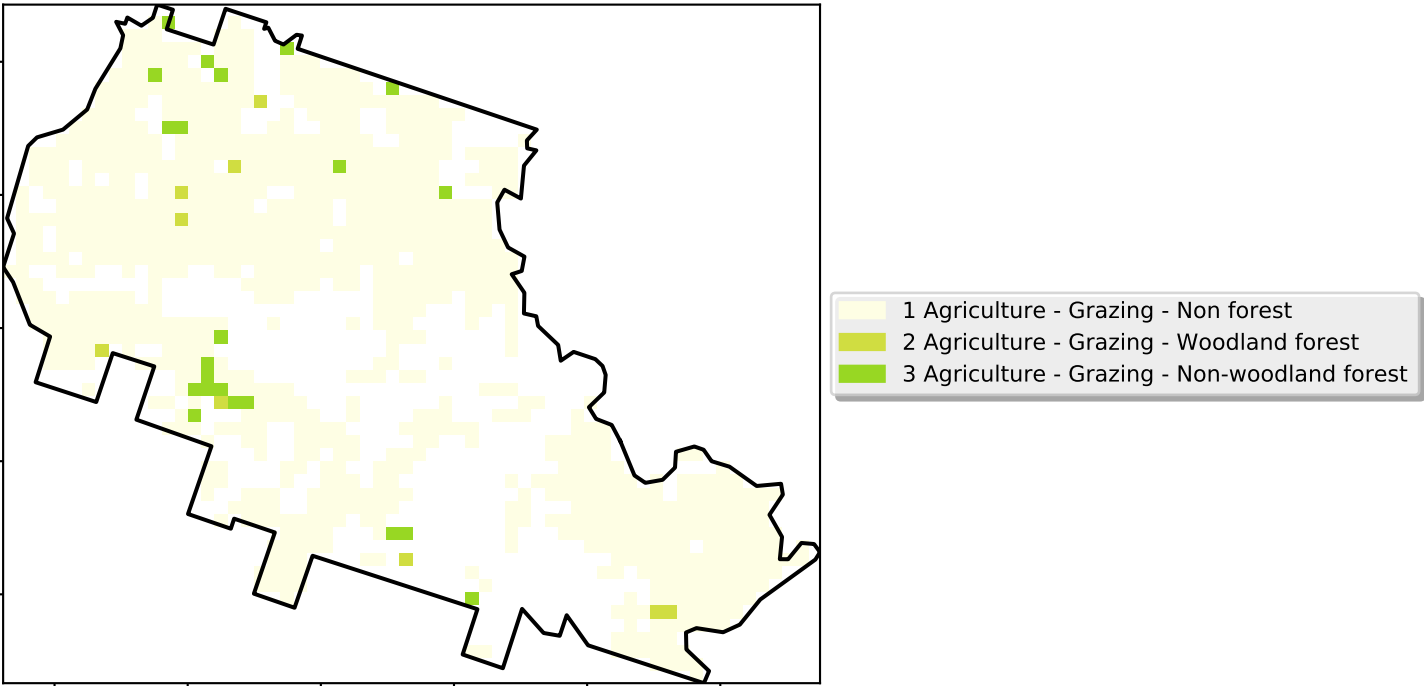 1 Agriculture - Grazing - Non forest
2 Agriculture - Grazing - Woodland forest
3 Agriculture - Grazing - Non-woodland forest